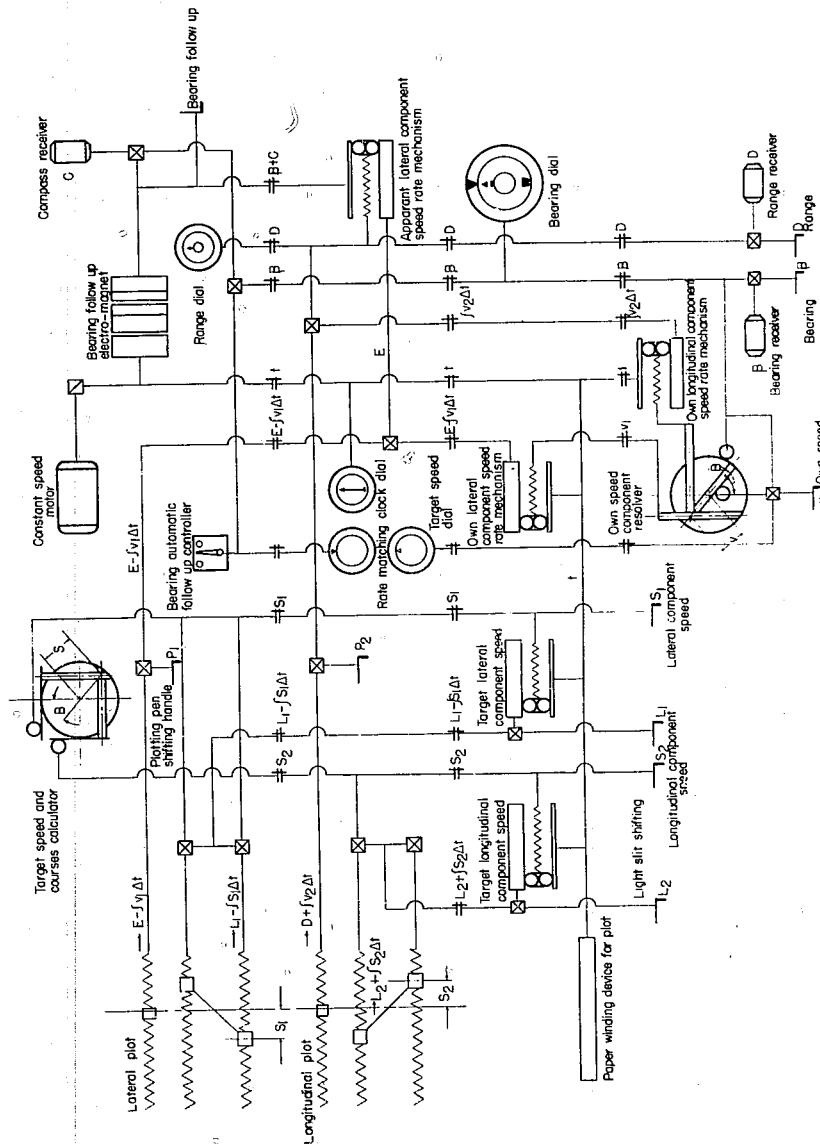 Compass receiver
C
Bearing follow up
Bearing follow up
electro-magnet
Range dial
B+C
Apparant lateral component
speed rate mechanism
D
B
Bearing dial
D
B
∫v2Δt
D
B
∫v2Δt
Range receiver
D
D
Range
B
Bearing
Bearing receiver
B
Constant speed
motor
E
t
t
t
E-∫v1Δt
E-∫v1Δt
E-∫v1Δt
Own longitudinal component
speed rate mechanism
v1
Bearing automatic
follow up controller
Rate matching clock dial
Target speed
dial
Own lateral
component speed
rate mechanism
Own speed
component
resolver
B
v
Own speed
t
Target speed and
courses calculator
S
B
Plotting pen
shifting handle
P1
P2
S1
S1
S1
Lateral component
speed
Target lateral
component speed
L1-∫S1Δt
L1-∫S1Δt
L1
S2
S2
S2
Longitudinal component
speed
Target longitudinal
component speed
L2+∫S2Δt
Light slit shifting
L2
E-∫v1Δt
L1-∫S1Δt
D+∫v2Δt
L2+∫S2Δt
S1
S2
Lateral plot
Longitudinal plot
Paper winding device for plot